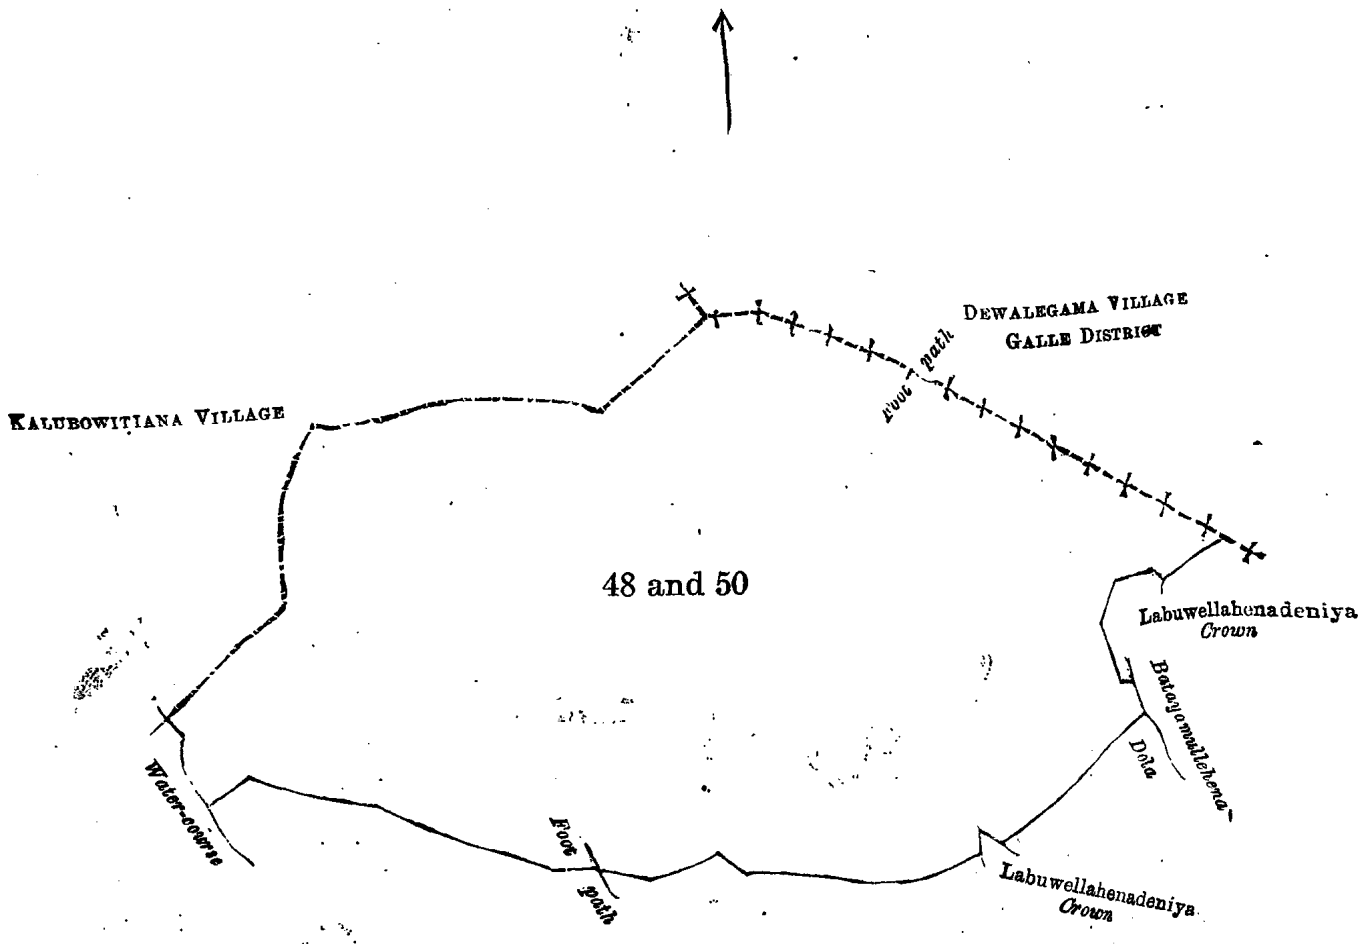 DEWALEGAMA VILLAGE
GALLE DISTRICT
Foot path
KALUBOWITIANA VILLAGE
48 and 50
Labuwellahenadeniya
Crown
Batayamullehena
Dola
Water-course
Foot path
Labuwellahenadeniya
Crown